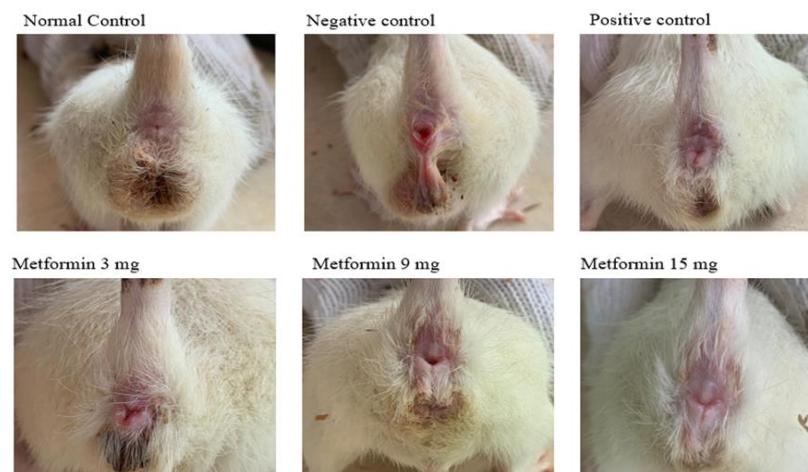 Normal Control
Negative control
Positive control
Metformin 3 mg
Metformin 9 mg
Metformin 15 mg